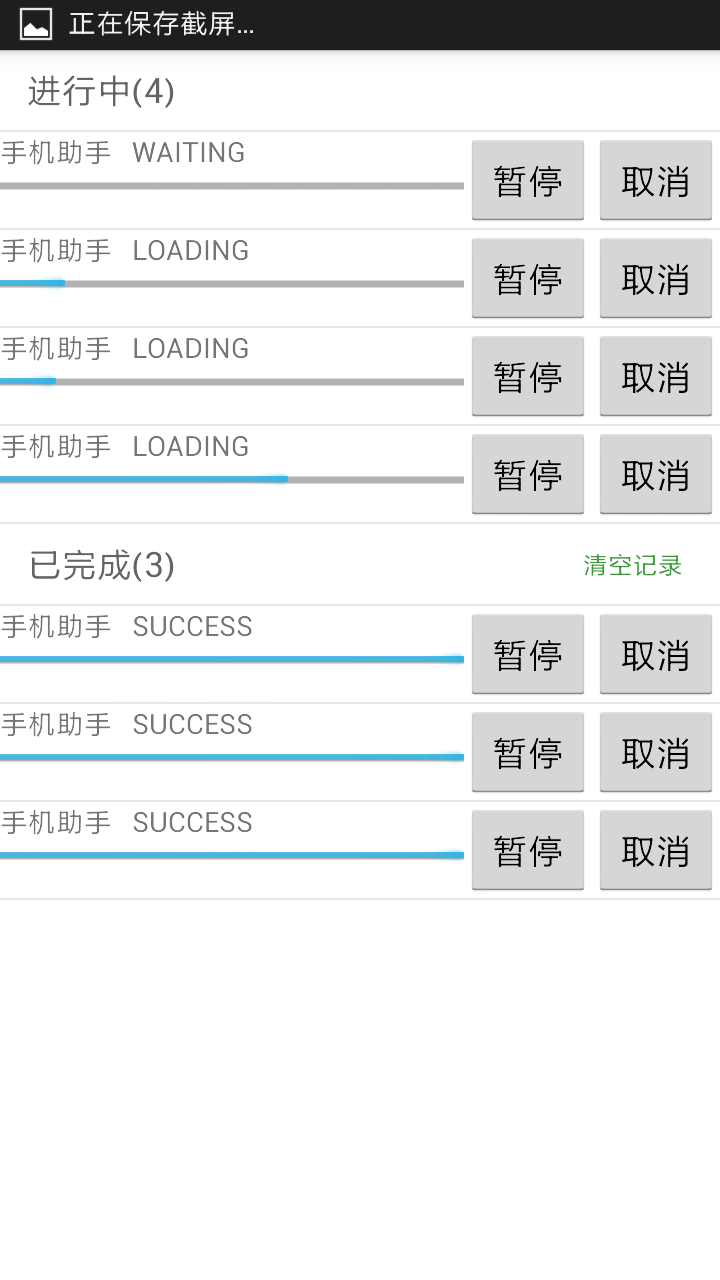 正在保存截屏...
进行中(4)
手机助手 WAITING 暂停 取消
手机助手 LOADING 暂停 取消
手机助手 LOADING 暂停 取消
手机助手 LOADING 暂停 取消
已完成(3) 清空记录
手机助手 SUCCESS 暂停 取消
手机助手 SUCCESS 暂停 取消
手机助手 SUCCESS 暂停 取消